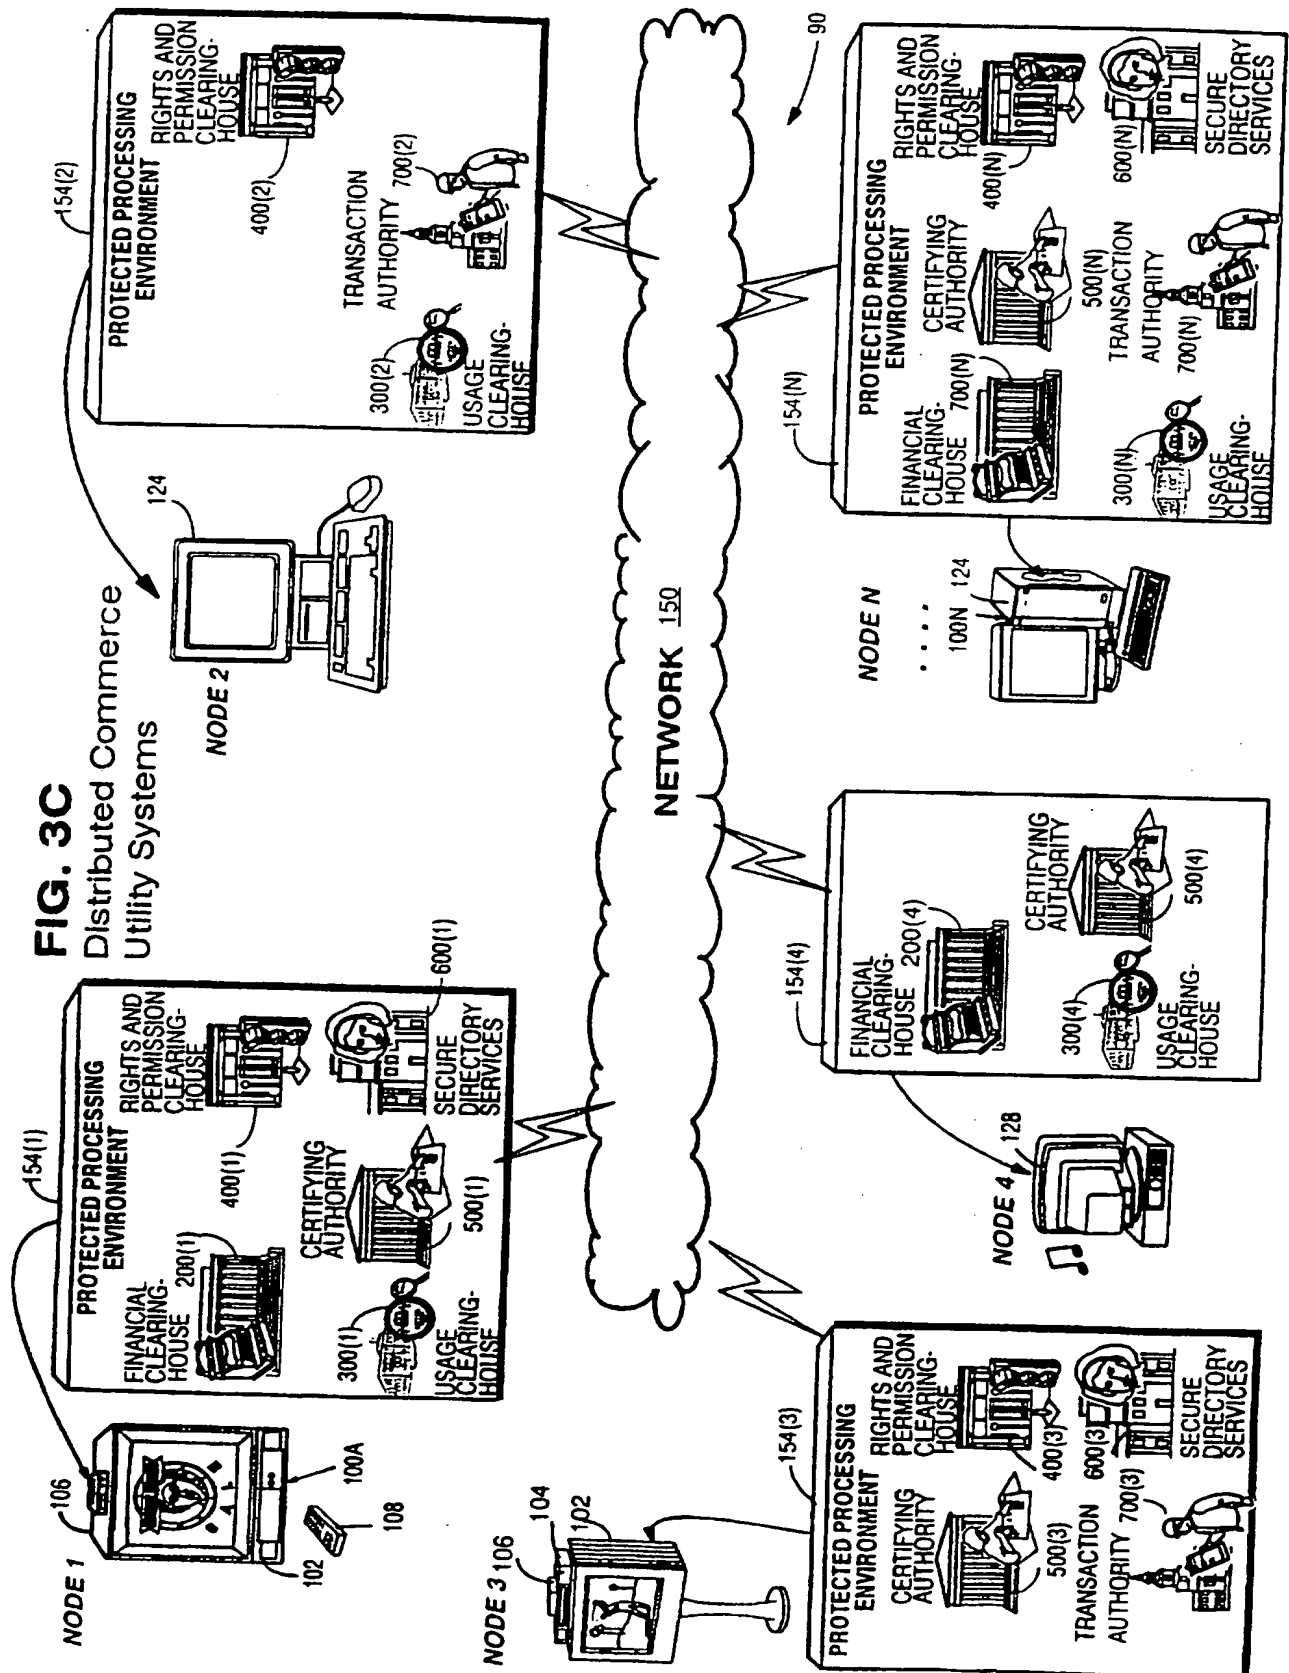 FIG. 3C
Distributed Commerce
Utility Systems
NODE 1
106
102
100A
108
154(1)
PROTECTED PROCESSING
ENVIRONMENT
FINANCIAL
CLEARING-
HOUSE
200(1)
RIGHTS AND
PERMISSION
CLEARING-
HOUSE
400(1)
CERTIFYING
AUTHORITY
500(1)
300(1)
USAGE
CLEARING-
HOUSE
600(1)
SECURE
DIRECTORY
SERVICES
NODE 2
124
154(2)
PROTECTED PROCESSING
ENVIRONMENT
RIGHTS AND
PERMISSION
CLEARING-
HOUSE
400(2)
TRANSACTION
AUTHORITY
700(2)
300(2)
USAGE
CLEARING-
HOUSE
NETWORK 150
90
NODE 3
106
104
102
154(3)
PROTECTED PROCESSING
ENVIRONMENT
CERTIFYING
AUTHORITY
500(3)
RIGHTS AND
PERMISSION
CLEARING-
HOUSE
400(3)
TRANSACTION
AUTHORITY
700(3)
600(3)
SECURE
DIRECTORY
SERVICES
NODE 4
128
154(4)
FINANCIAL
CLEARING-
HOUSE
200(4)
CERTIFYING
AUTHORITY
500(4)
300(4)
USAGE
CLEARING-
HOUSE
NODE N
....
100N
124
154(N)
PROTECTED PROCESSING
ENVIRONMENT
FINANCIAL
CLEARING-
HOUSE
700(N)
CERTIFYING
AUTHORITY
500(N)
RIGHTS AND
PERMISSION
CLEARING-
HOUSE
400(N)
300(N)
USAGE
CLEARING-
HOUSE
TRANSACTION
AUTHORITY
700(N)
600(N)
SECURE
DIRECTORY
SERVICES